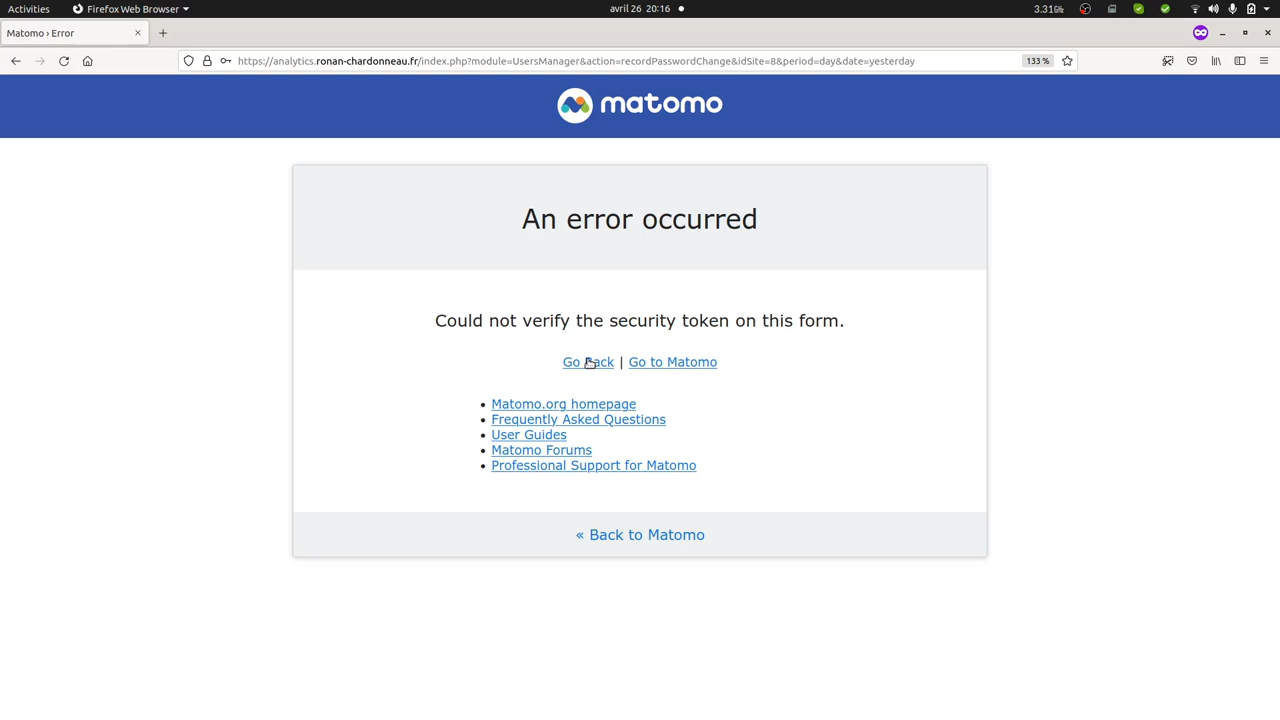 Activities Firefox Web Browser avril 26 20:16 3.31GHz
Matomo › Error
https://analytics.ronan-chardonneau.fr/index.php?module=UsersManager&action=recordPasswordChange&idSite=8&period=day&date=yesterday 133 %
matomo
An error occurred
Could not verify the security token on this form.
Go Back | Go to Matomo
Matomo.org homepage
Frequently Asked Questions
User Guides
Matomo Forums
Professional Support for Matomo
« Back to Matomo